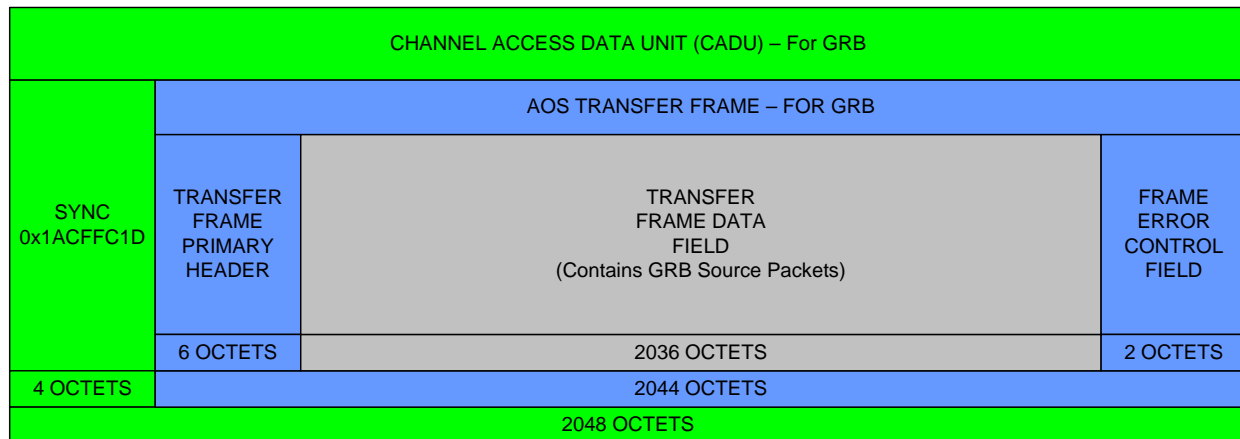 CHANNEL ACCESS DATA UNIT (CADU) – For GRB
AOS TRANSFER FRAME – FOR GRB
SYNC
0x1ACFFC1D
TRANSFER
FRAME
PRIMARY
HEADER
TRANSFER
FRAME DATA
FIELD
(Contains GRB Source Packets)
FRAME
ERROR
CONTROL
FIELD
6 OCTETS
2036 OCTETS
2 OCTETS
4 OCTETS
2044 OCTETS
2048 OCTETS